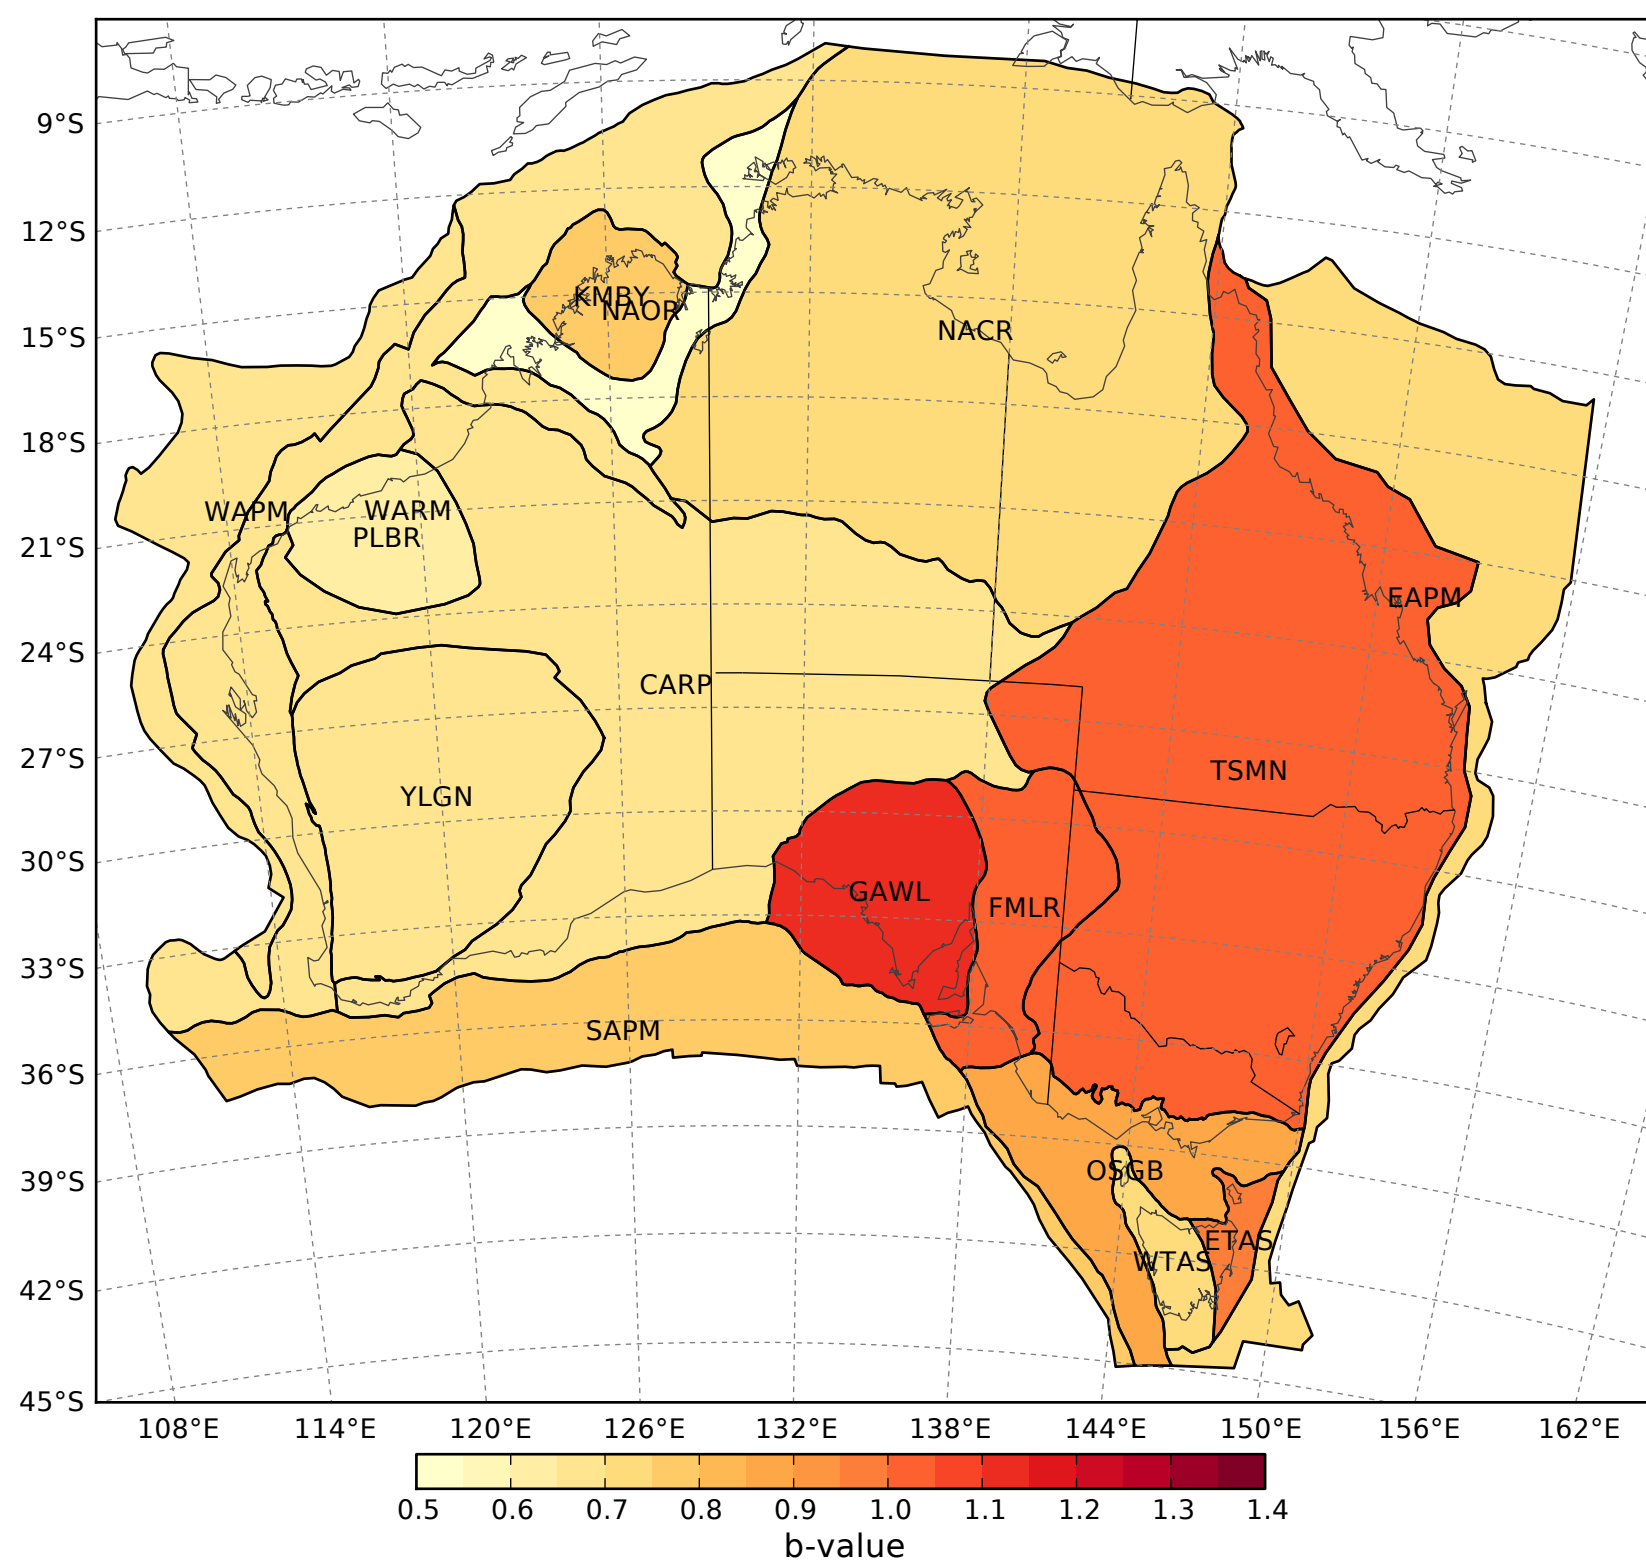 9°S
12°S
15°S
18°S
21°S
24°S
27°S
30°S
33°S
36°S
39°S
42°S
45°S
KMBY
NAOR
NACR
WAPM
WARM
PLBR
EAPM
CARP
TSMN
YLGN
GAWL
FMLR
SAPM
OSGB
ETAS
WTAS
108°E 114°E 120°E 126°E 132°E 138°E 144°E 150°E 156°E 162°E
0.5 0.6 0.7 0.8 0.9 1.0 1.1 1.2 1.3 1.4
b-value